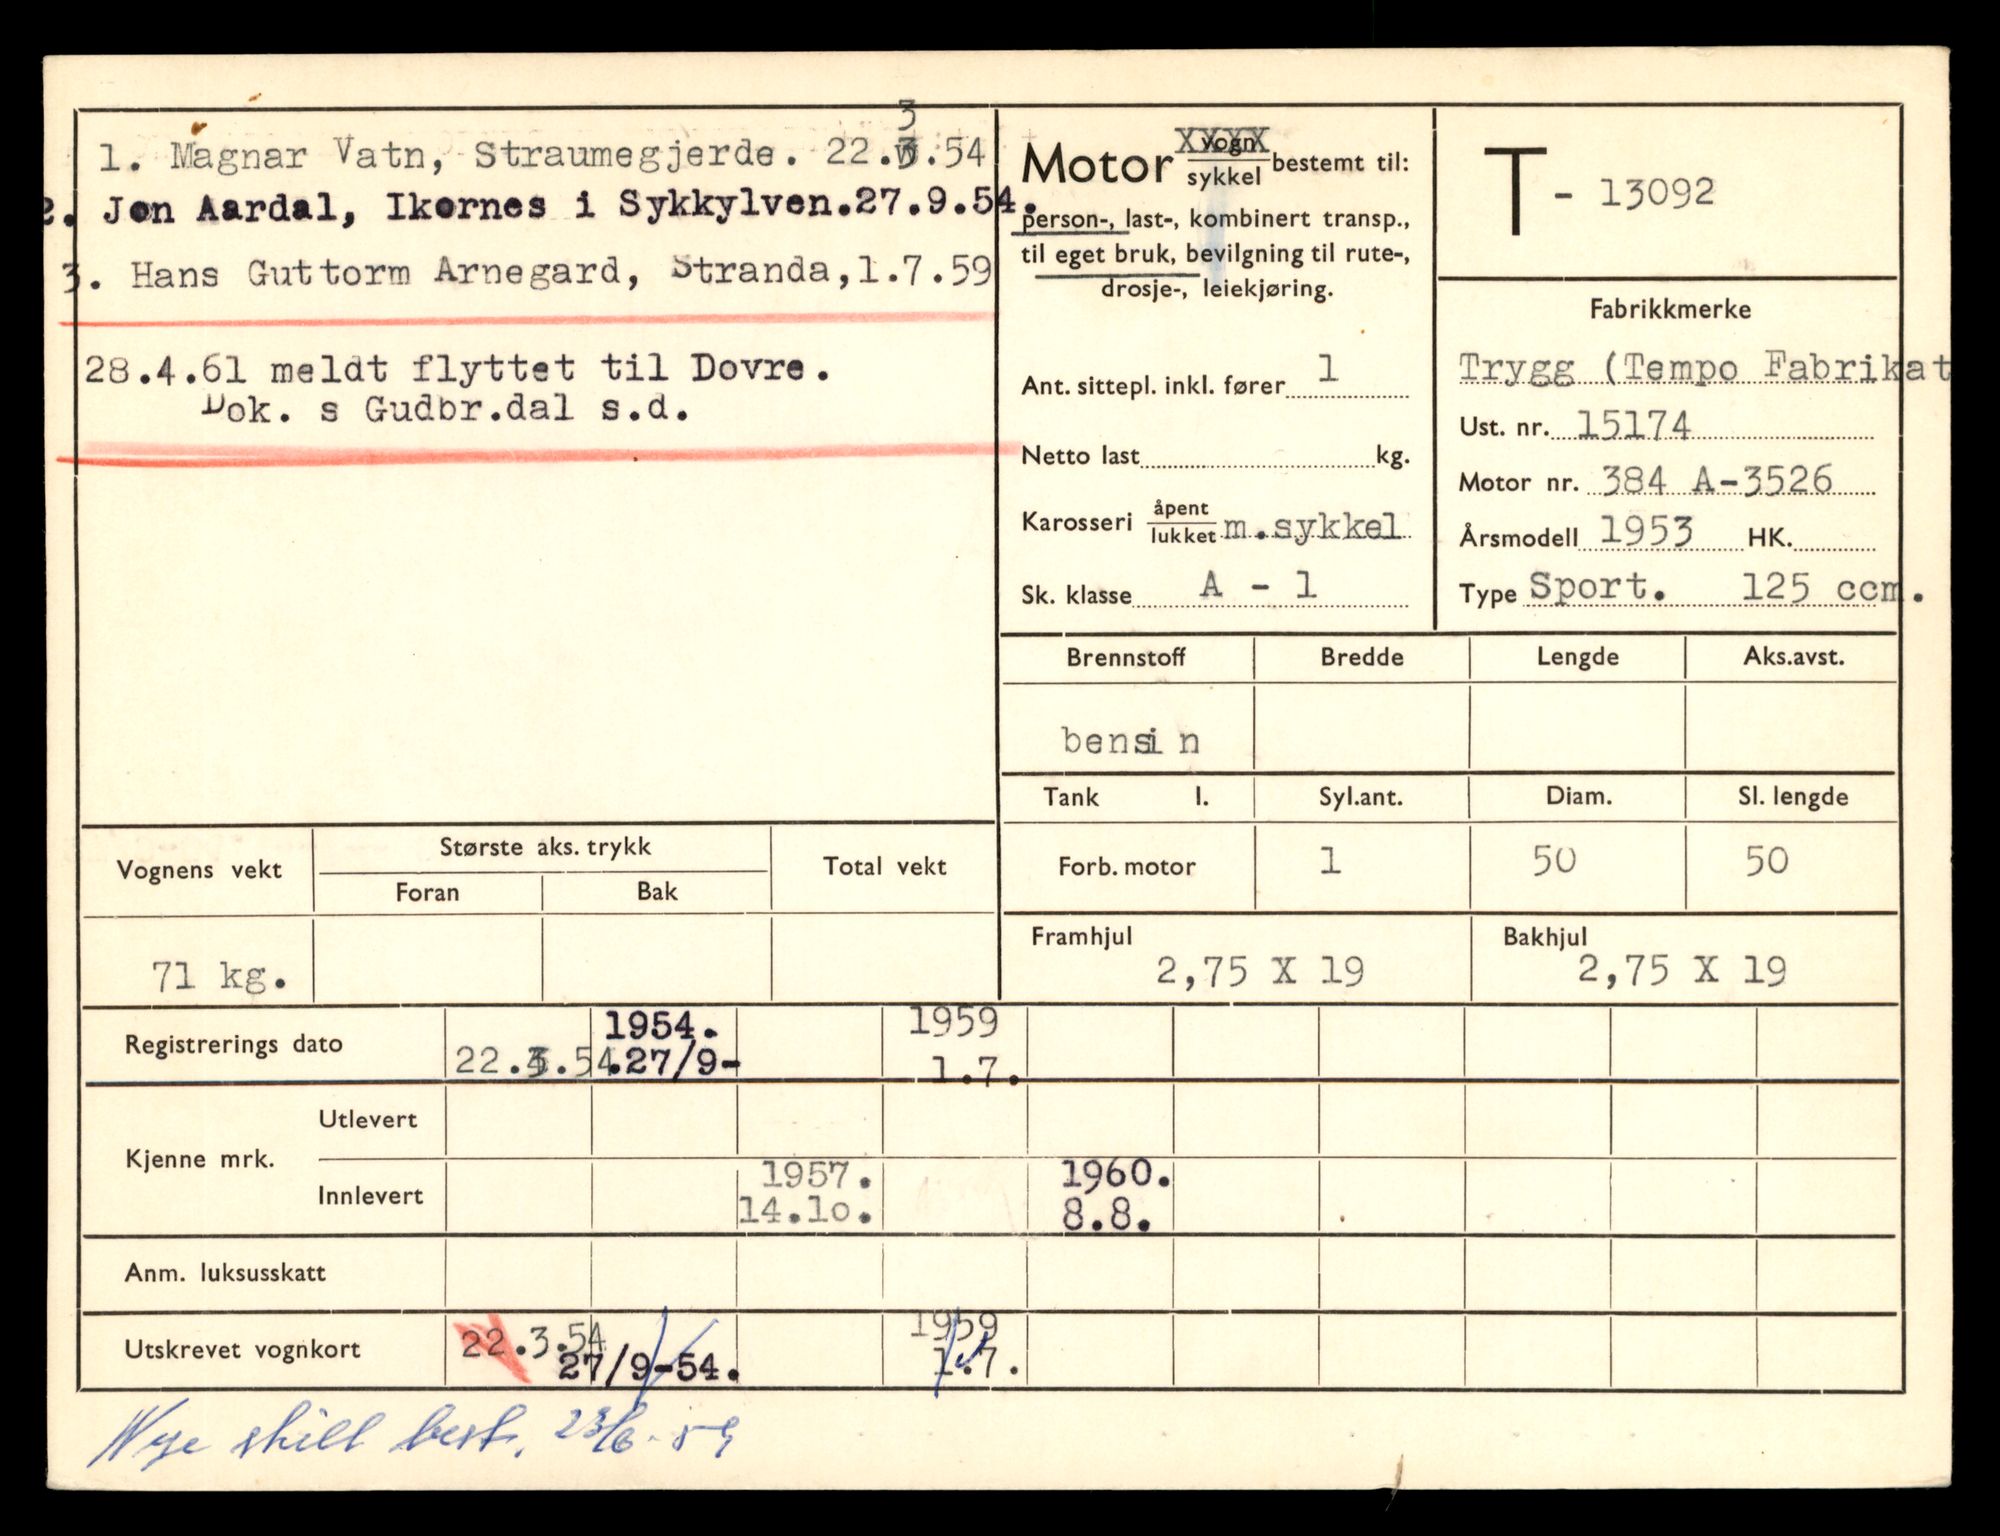 1. Magnar Vatn, Straumegjerde. 22.3.54
2. Jon Aardal, Ikornes i Sykkylven.27.9.54.
3. Hans Guttorm Arnegard, Stranda,1.7.59
28.4.61 meldt flyttet til Dovre.
Dok. s Gudbr.dal s.d.
Motor vogn/sykkel bestemt til:
person-, last-, kombinert transp.,
til eget bruk, bevilgning til rute-,
drosje-, leiekjøring.
Ant. sittepl. inkl. fører 1
Netto last kg.
Karosseri åpent/lukket m.sykkel
Sk. klasse A - 1
T - 13092
Fabrikkmerke
Trygg (Tempo Fabrikat
Ust. nr. 15174
Motor nr. 384 A-3526
Årsmodell 1953 HK.
Type Sport. 125 ccm.
Brennstoff Bredde Lengde Aks.avst.
bensin
Tank l. Syl.ant. Diam. Sl. lengde
Forb. motor 1 50 50
Framhjul Bakhjul
2,75 X 19 2,75 X 19
Vognens vekt Største aks. trykk Total vekt
Foran Bak
71 kg.
1954. 1959
Registrerings dato 22.3.54 .27/9- 1.7.
Utlevert
Kjenne mrk.
1957. 1960.
Innlevert 14.10. 8.8.
Anm. luksusskatt
1959
Utskrevet vognkort 22.3.54 27/9-54. 1.7.
Nye skilt best. 23/6-59